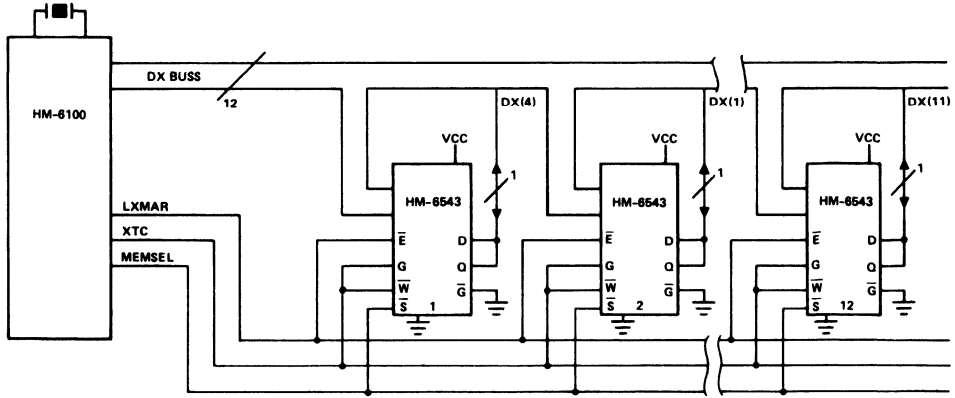 HM-6100
DX BUSS
12
LXMAR
XTC
MEMSEL
DX(4)
VCC
1
HM-6543
E̅
G
W̅
S̅
D
Q
G̅
1
DX(1)
VCC
1
HM-6543
E̅
G
W̅
S̅
D
Q
G̅
2
DX(11)
VCC
1
HM-6543
E̅
G
W̅
S̅
D
Q
G̅
12